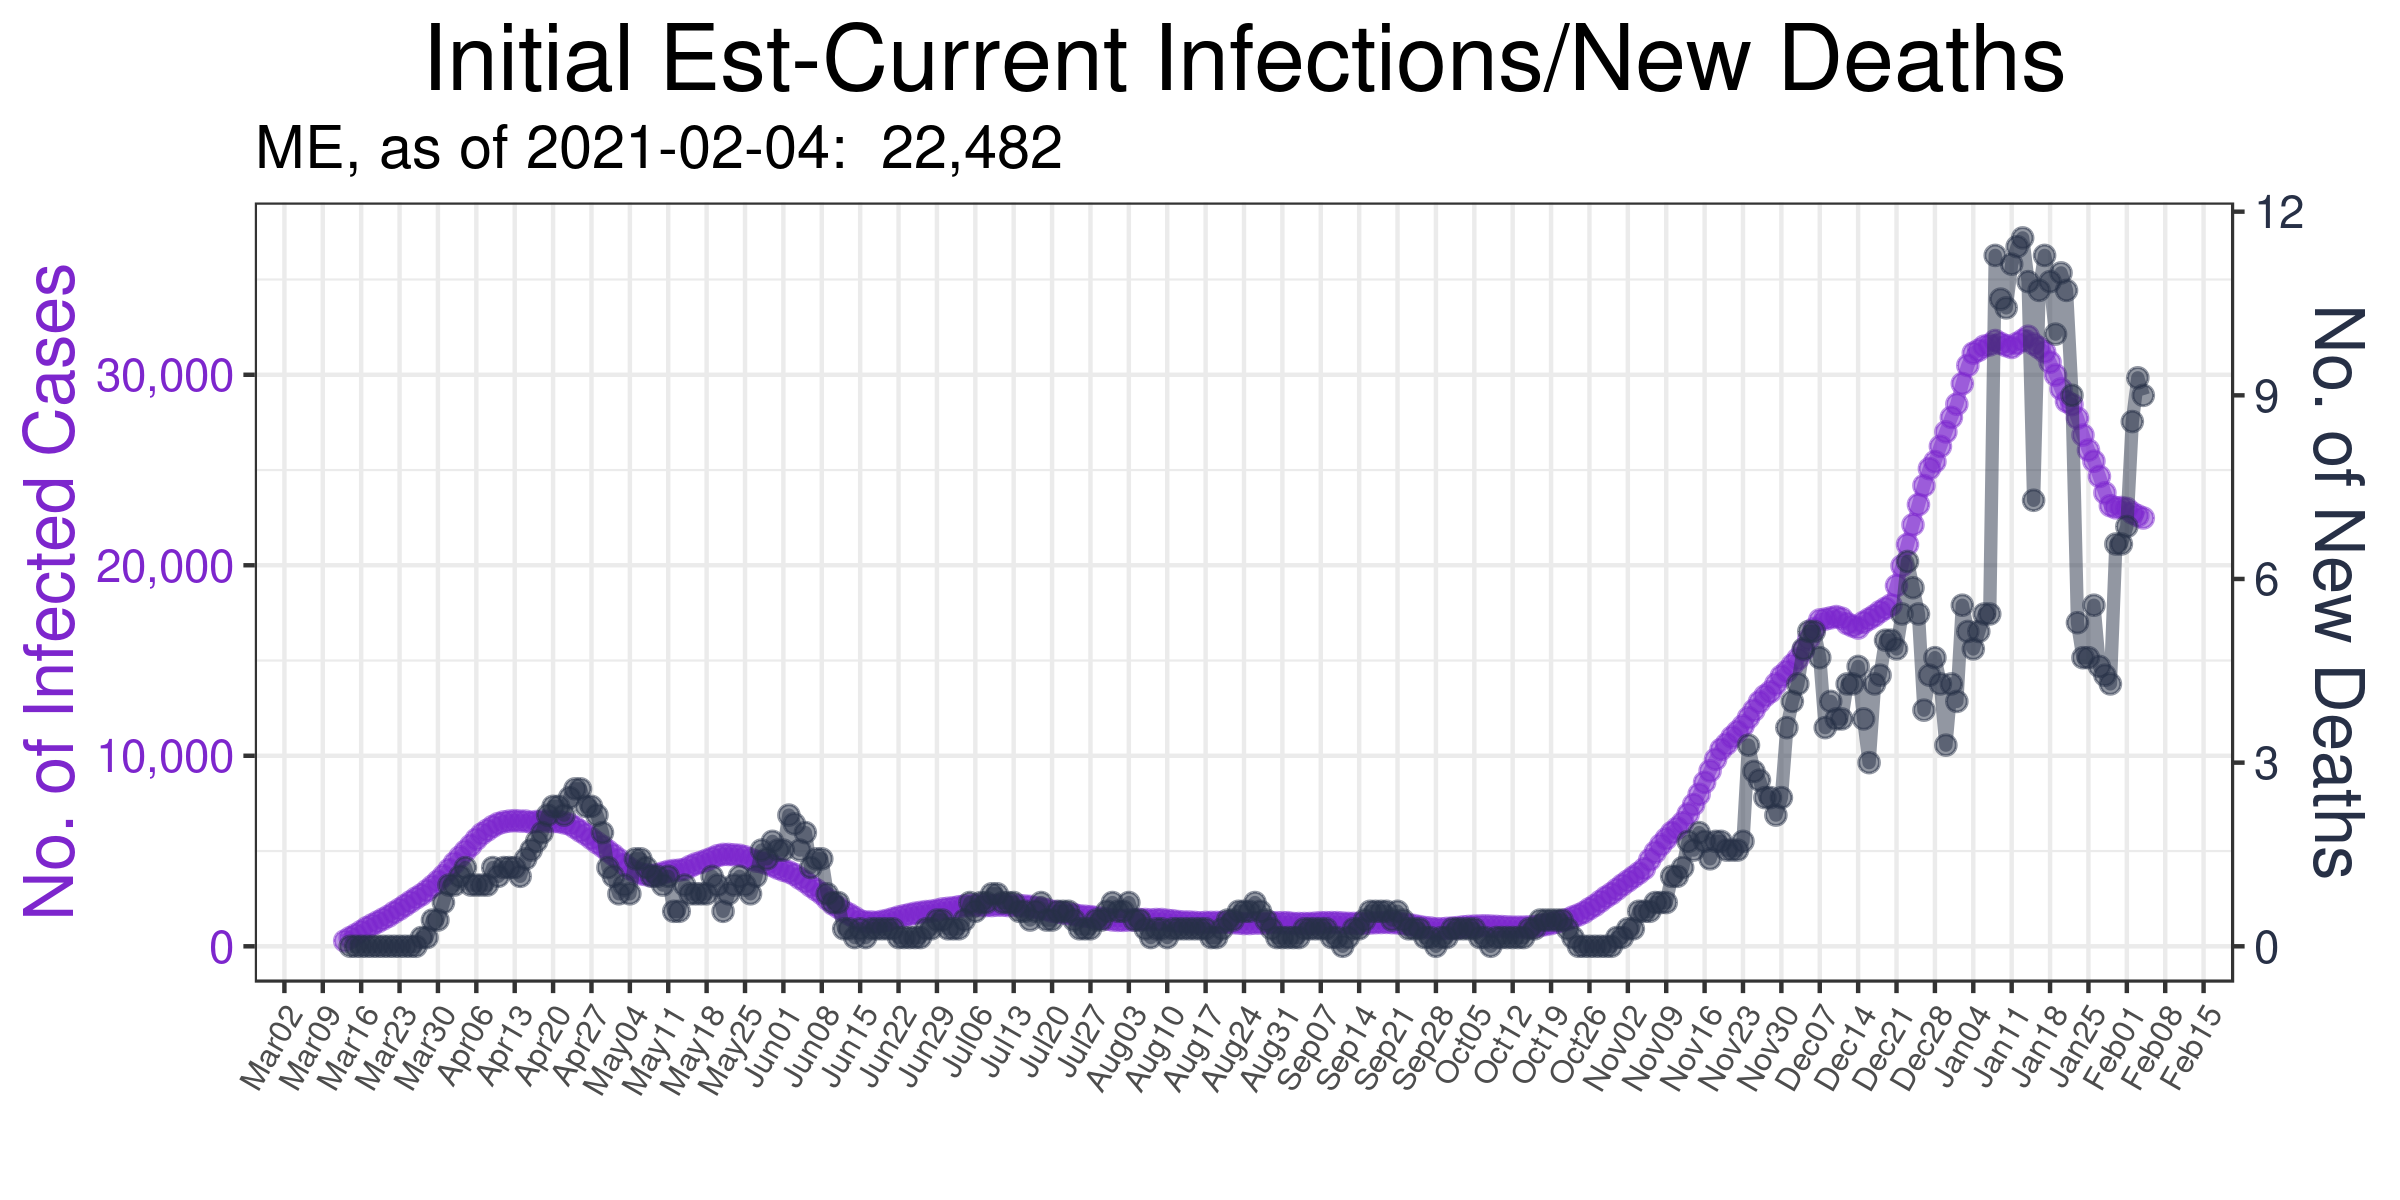 Initial Est-Current Infections/New Deaths
ME, as of 2021-02-04: 22,482
No. of Infected Cases
30,000
20,000
10,000
0
12
9
6
3
0
No. of New Deaths
Mar02
Mar09
Mar16
Mar23
Mar30
Apr06
Apr13
Apr20
Apr27
May04
May11
May18
May25
Jun01
Jun08
Jun15
Jun22
Jun29
Jul06
Jul13
Jul20
Jul27
Aug03
Aug10
Aug17
Aug24
Aug31
Sep07
Sep14
Sep21
Sep28
Oct05
Oct12
Oct19
Oct26
Nov02
Nov09
Nov16
Nov23
Nov30
Dec07
Dec14
Dec21
Dec28
Jan04
Jan11
Jan18
Jan25
Feb01
Feb08
Feb15